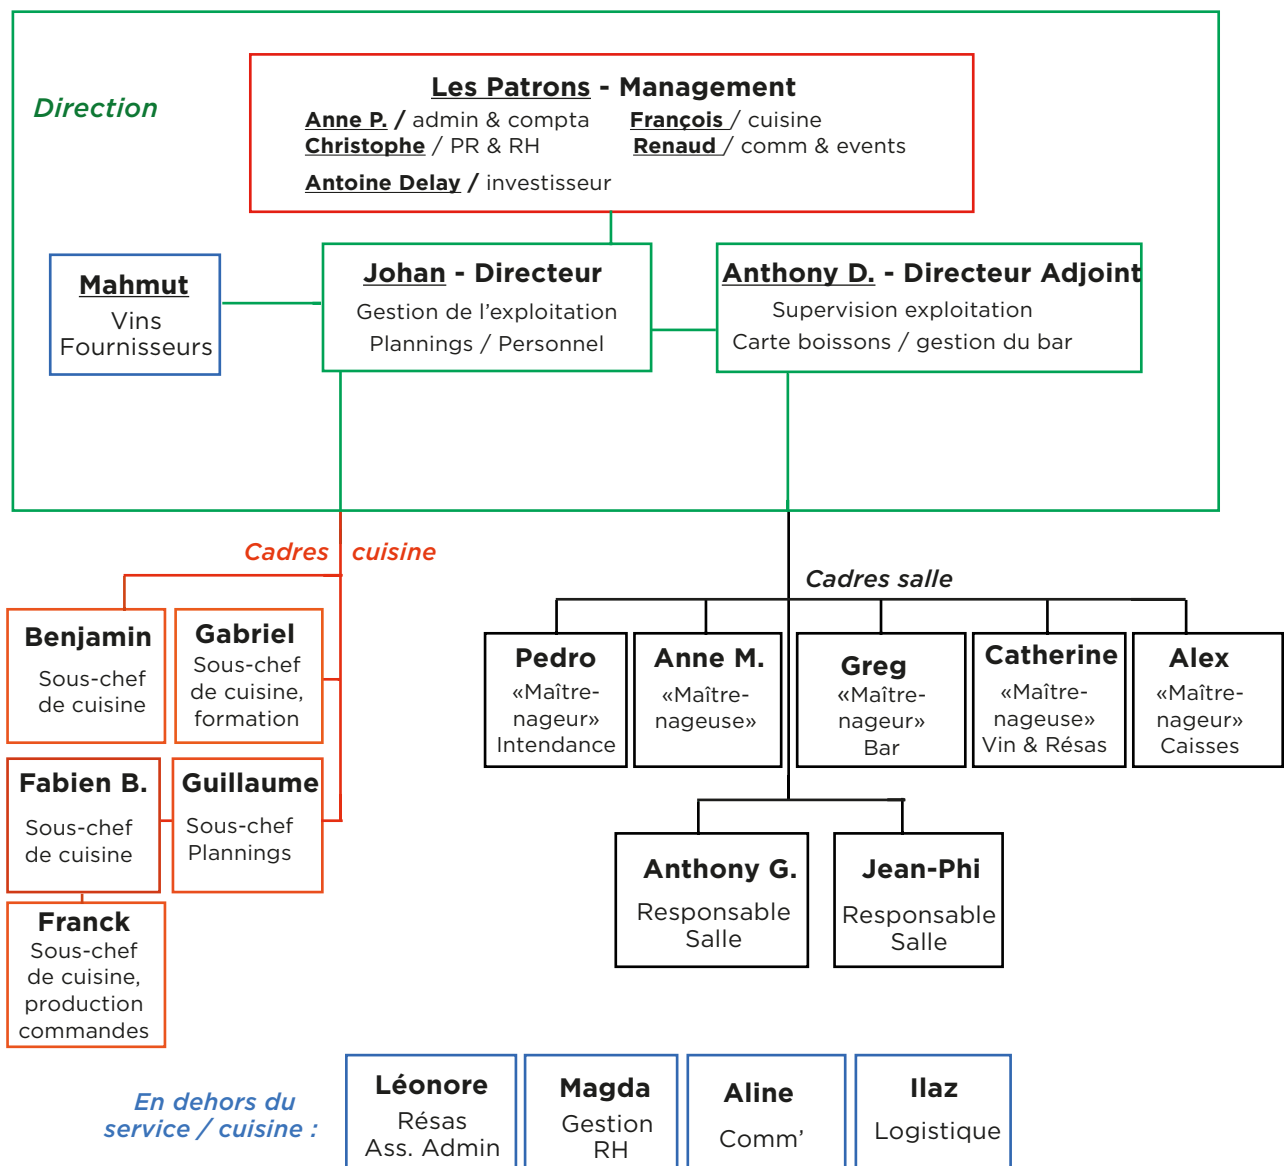 Direction
Les Patrons - Management
Anne P. / admin & compta
François / cuisine
Christophe / PR & RH
Renaud / comm & events
Antoine Delay / investisseur
Mahmut
Vins
Fournisseurs
Johan - Directeur
Gestion de l’exploitation
Plannings / Personnel
Anthony D. - Directeur Adjoint
Supervision exploitation
Carte boissons / gestion du bar
Cadres cuisine
Benjamin
Sous-chef
de cuisine
Gabriel
Sous-chef
de cuisine,
formation
Fabien B.
Sous-chef
de cuisine
Guillaume
Sous-chef
Plannings
Franck
Sous-chef
de cuisine,
production
commandes
Cadres salle
Pedro
«Maître-
nageur»
Intendance
Anne M.
«Maître-
nageuse»
Greg
«Maître-
nageur»
Bar
Catherine
«Maître-
nageuse»
Vin & Résas
Alex
«Maître-
nageur»
Caisses
Anthony G.
Responsable
Salle
Jean-Phi
Responsable
Salle
En dehors du
service / cuisine :
Léonore
Résas
Ass. Admin
Magda
Gestion
RH
Aline
Comm’
Ilaz
Logistique